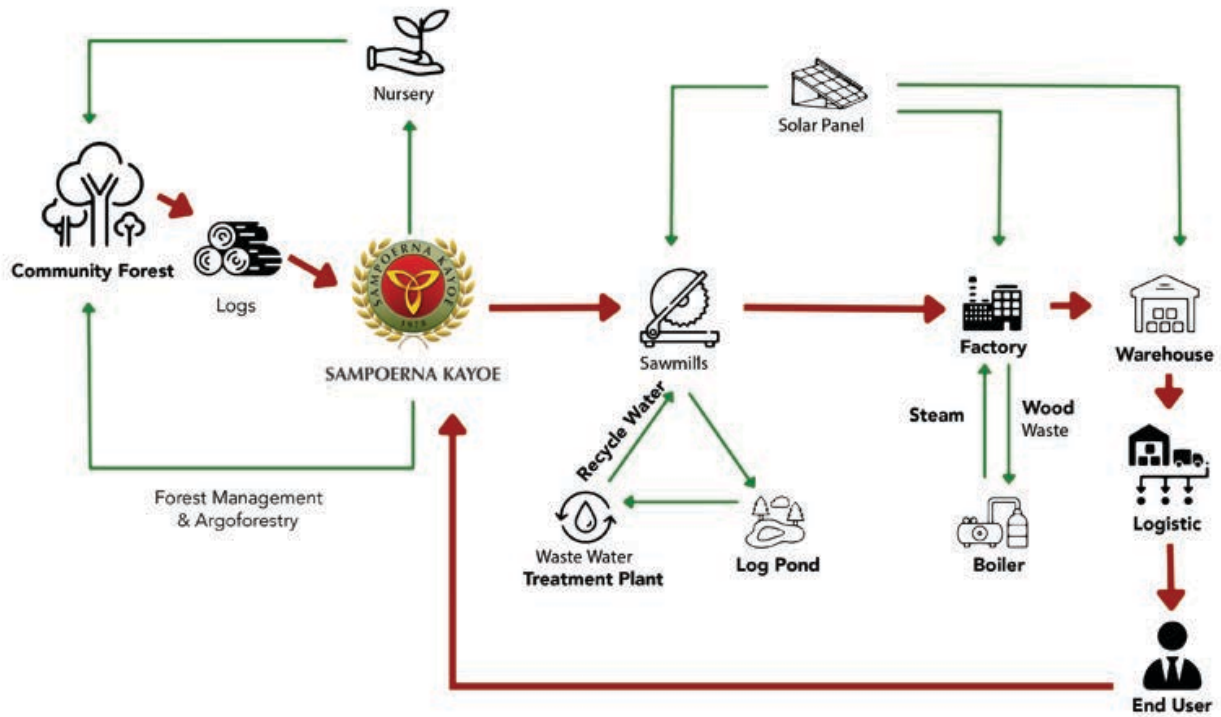 Nursery
Solar Panel
Community Forest
Logs
SAMPOERNA KAYOE
1978
SAMPOERNA KAYOE
Sawmills
Factory
Warehouse
Recycle Water
Steam
Wood
Waste
Forest Management
& Argoforestry
Waste Water
Treatment Plant
Log Pond
Boiler
Logistic
End User